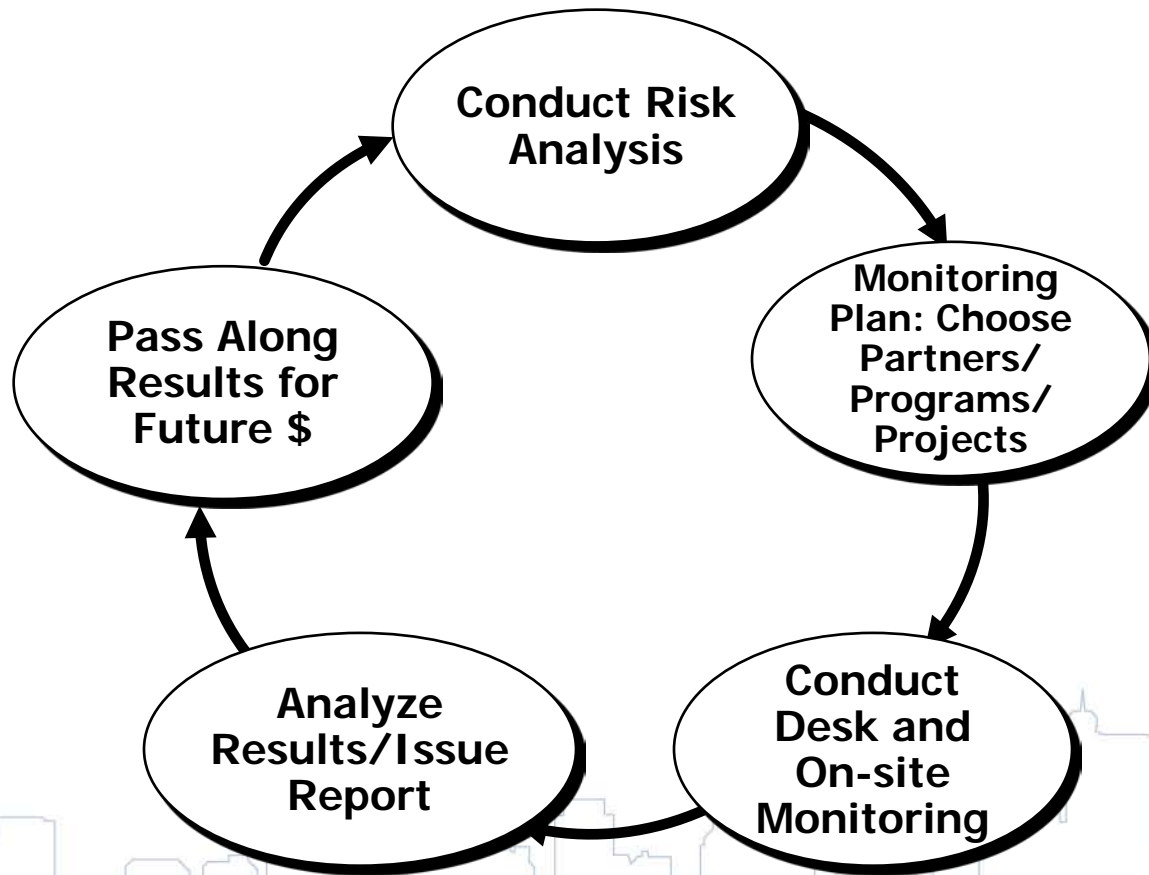 Conduct Risk
Analysis
Monitoring
Plan: Choose
Partners/
Programs/
Projects
Conduct
Desk and
On-site
Monitoring
Analyze
Results/Issue
Report
Pass Along
Results for
Future $